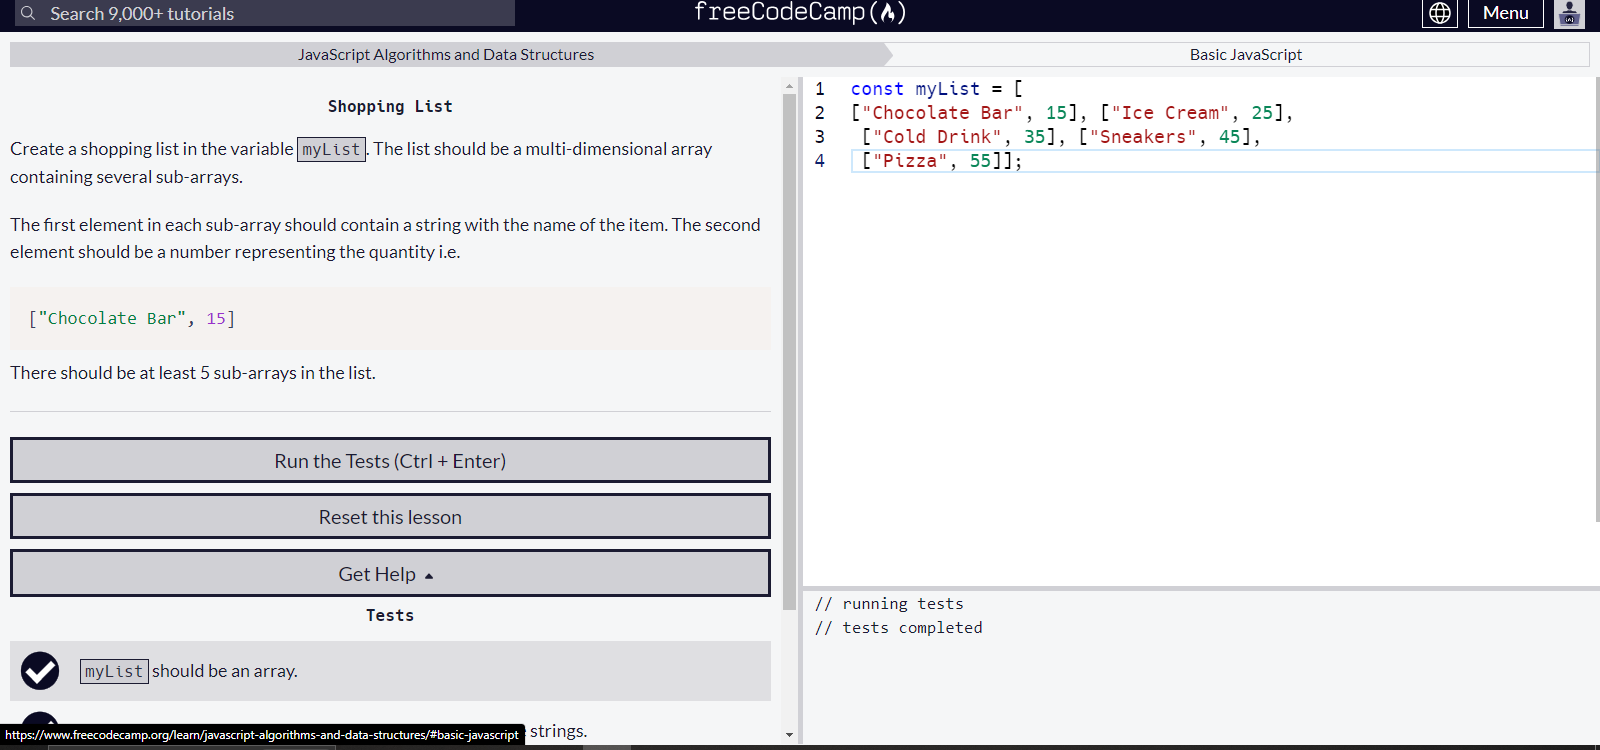 Search 9,000+ tutorials
freeCodeCamp
Menu
JavaScript Algorithms and Data Structures
Basic JavaScript
Shopping List
Create a shopping list in the variable myList. The list should be a multi-dimensional array
containing several sub-arrays.
The first element in each sub-array should contain a string with the name of the item. The second
element should be a number representing the quantity i.e.
["Chocolate Bar", 15]
There should be at least 5 sub-arrays in the list.
Run the Tests (Ctrl + Enter)
Reset this lesson
Get Help
Tests
myList should be an array.
strings.
https://www.freecodecamp.org/learn/javascript-algorithms-and-data-structures/#basic-javascript
1 const myList = [
2 ["Chocolate Bar", 15], ["Ice Cream", 25],
3 ["Cold Drink", 35], ["Sneakers", 45],
4 ["Pizza", 55]];
// running tests
// tests completed